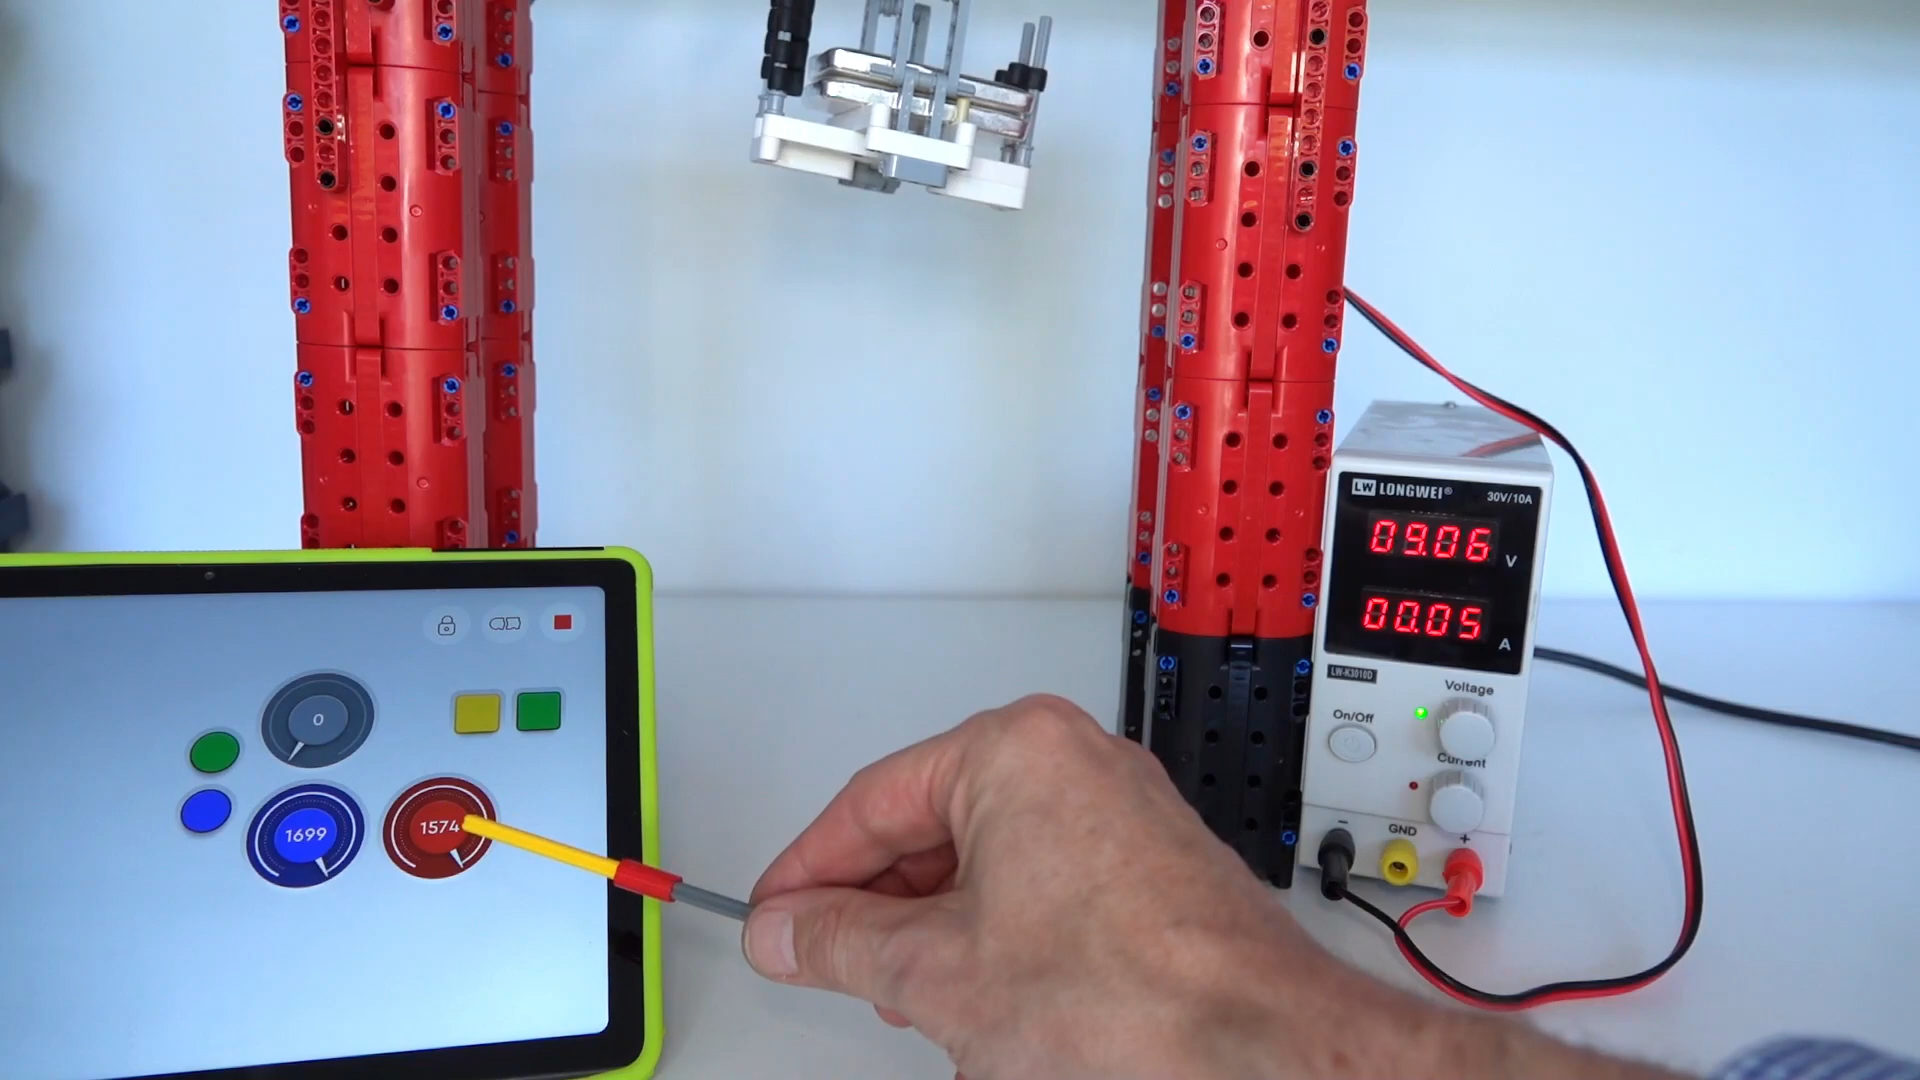 LW LONGWEI®
30V/10A
09.06
V
00.05
A
LW-K3010D
Voltage
On/Off
Current
GND
−
+
0
1699
1574